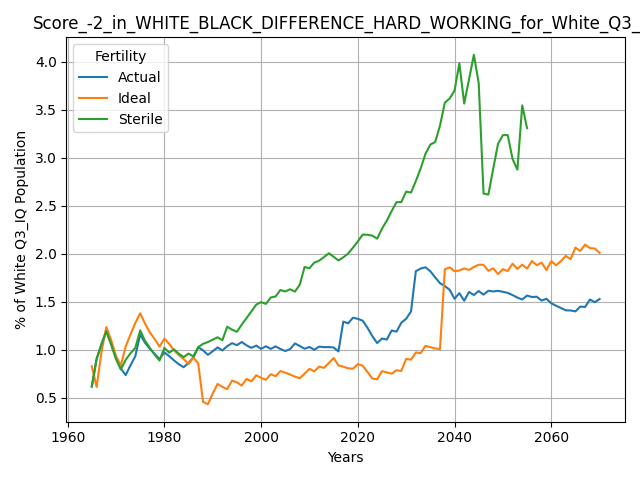 Score_-2_in_WHITE_BLACK_DIFFERENCE_HARD_WORKING_for_White_Q3_
Fertility
Actual
Ideal
Sterile
% of White Q3_IQ Population
4.0
3.5
3.0
2.5
2.0
1.5
1.0
0.5
1960 1980 2000 2020 2040 2060
Years